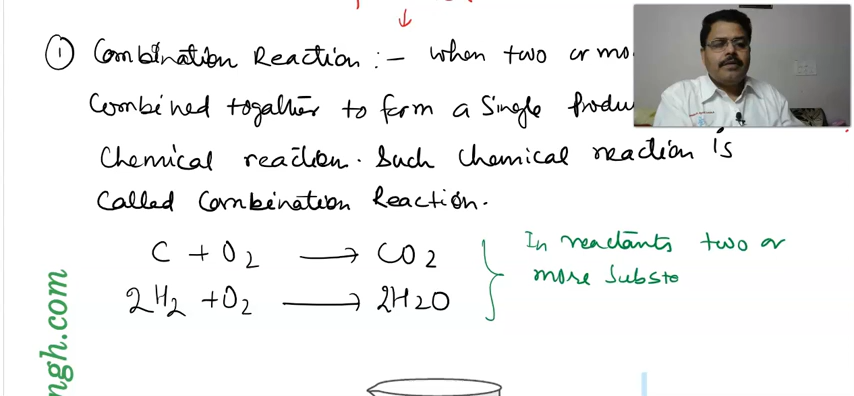 ① Combination Reaction :- When two or mo
Combined togather to form a Single Produ
Chemical reaction. Such Chemical reaction is
Called Combination Reaction.
C + O2 → CO2
2H2 + O2 → 2H2O
In reactants two or
more Substa
ngh.com